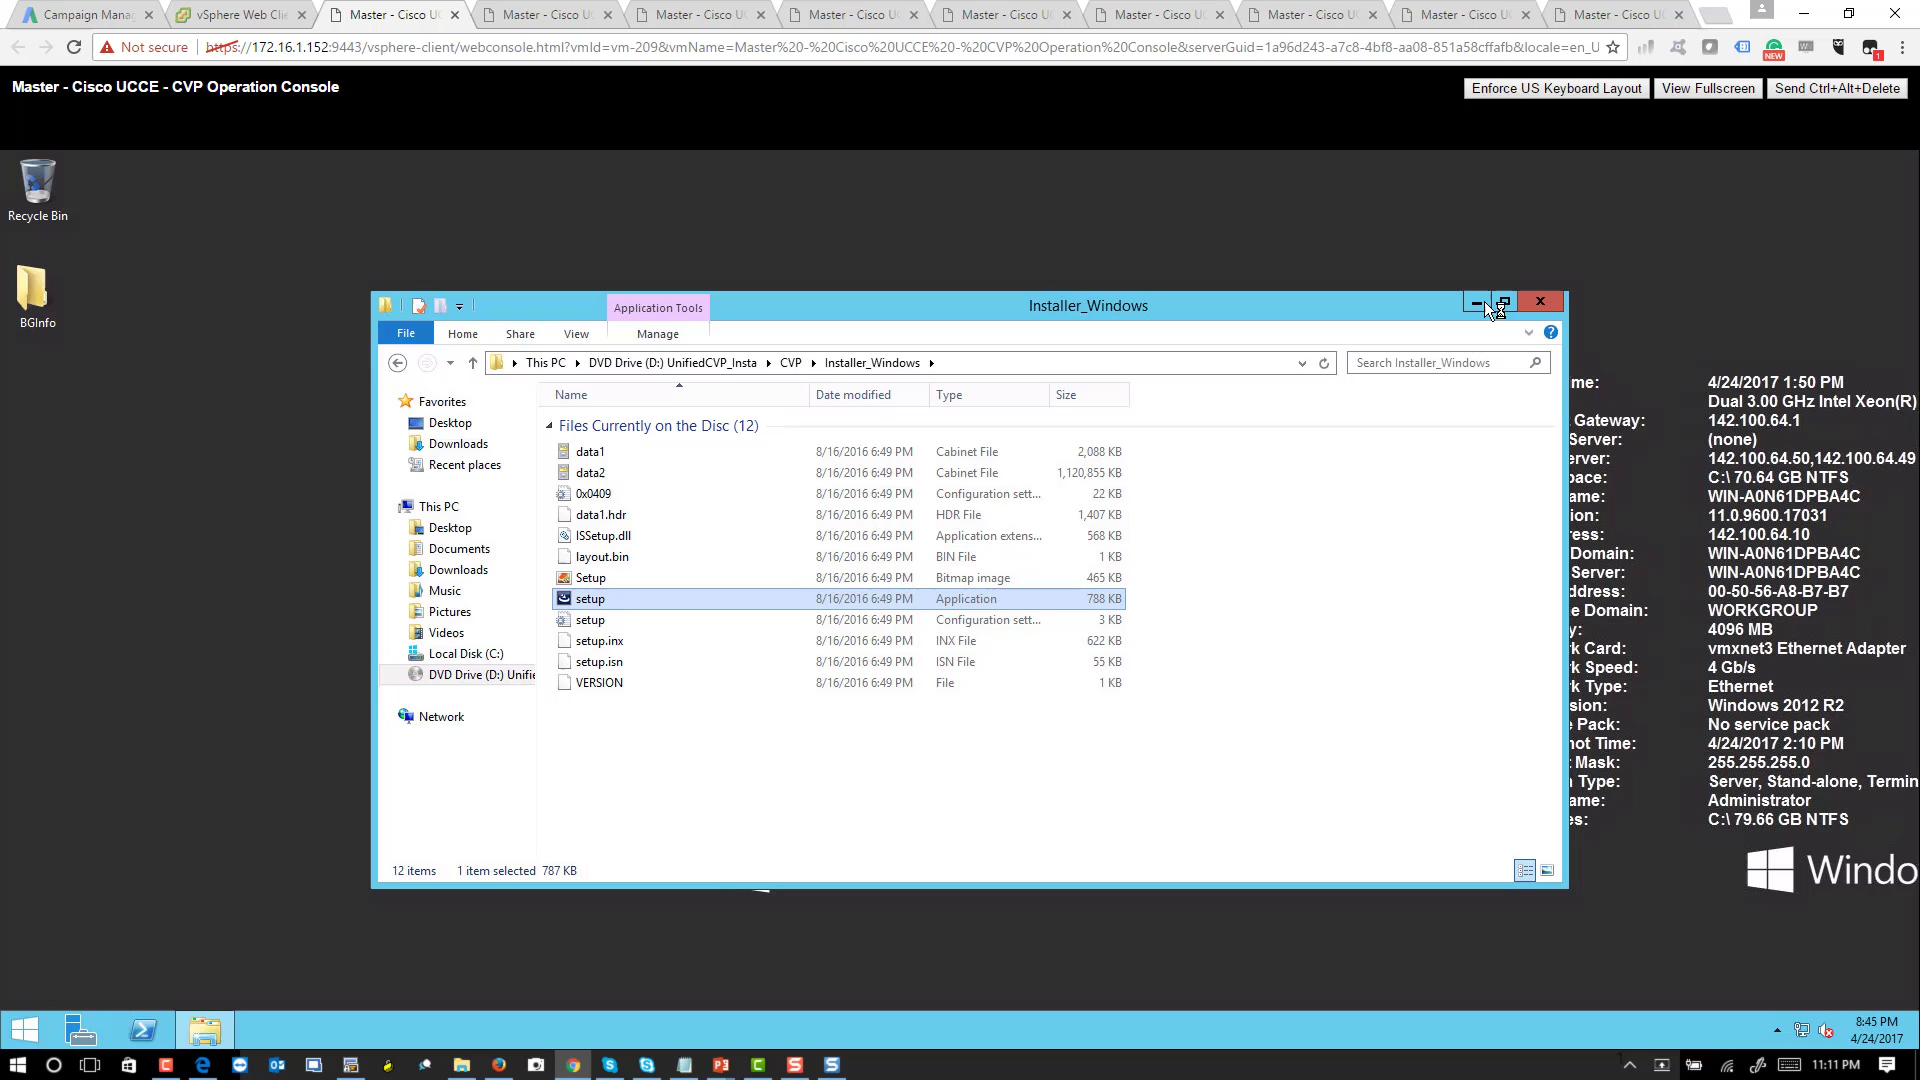 Campaign Manag
vSphere Web Clie
Master - Cisco UC
Master - Cisco U
Master - Cisco U
Master - Cisco U
Master - Cisco U
Master - Cisco U
Master - Cisco U
Master - Cisco U
Master - Cisco U
Not secure
https://172.16.1.152:9443/vsphere-client/webconsole.html?vmId=vm-209&vmName=Master%20-%20Cisco%20UCCE%20-%20CVP%20Operation%20Console&serverGuid=1a96d243-a7c8-4bf8-aa08-851a58cffafb&locale=en_U
NEW
1
Master - Cisco UCCE - CVP Operation Console
Enforce US Keyboard Layout
View Fullscreen
Send Ctrl+Alt+Delete
Recycle Bin
BGInfo
Application Tools
Installer_Windows
File
Home
Share
View
Manage
This PC
DVD Drive (D:) UnifiedCVP_Insta
CVP
Installer_Windows
Search Installer_Windows
Favorites
Desktop
Downloads
Recent places
This PC
Desktop
Documents
Downloads
Music
Pictures
Videos
Local Disk (C:)
DVD Drive (D:) Unifie
Network
Name Date modified Type Size
Files Currently on the Disc (12)
data1 8/16/2016 6:49 PM Cabinet File 2,088 KB
data2 8/16/2016 6:49 PM Cabinet File 1,120,855 KB
0x0409 8/16/2016 6:49 PM Configuration sett... 22 KB
data1.hdr 8/16/2016 6:49 PM HDR File 1,407 KB
ISSetup.dll 8/16/2016 6:49 PM Application extens... 568 KB
layout.bin 8/16/2016 6:49 PM BIN File 1 KB
Setup 8/16/2016 6:49 PM Bitmap image 465 KB
setup 8/16/2016 6:49 PM Application 788 KB
setup 8/16/2016 6:49 PM Configuration sett... 3 KB
setup.inx 8/16/2016 6:49 PM INX File 622 KB
setup.isn 8/16/2016 6:49 PM ISN File 55 KB
VERSION 8/16/2016 6:49 PM File 1 KB
12 items
1 item selected 787 KB
me: 4/24/2017 1:50 PM
Dual 3.00 GHz Intel Xeon(R)
Gateway: 142.100.64.1
Server: (none)
erver: 142.100.64.50,142.100.64.49
pace: C:\ 70.64 GB NTFS
ame: WIN-A0N61DPBA4C
ion: 11.0.9600.17031
ess: 142.100.64.10
Domain: WIN-A0N61DPBA4C
Server: WIN-A0N61DPBA4C
ddress: 00-50-56-A8-B7-B7
e Domain: WORKGROUP
y: 4096 MB
k Card: vmxnet3 Ethernet Adapter
k Speed: 4 Gb/s
k Type: Ethernet
sion: Windows 2012 R2
e Pack: No service pack
hot Time: 4/24/2017 2:10 PM
t Mask: 255.255.255.0
n Type: Server, Stand-alone, Termin
ame: Administrator
es: C:\ 79.66 GB NTFS
Windo
8:45 PM
4/24/2017
11:11 PM